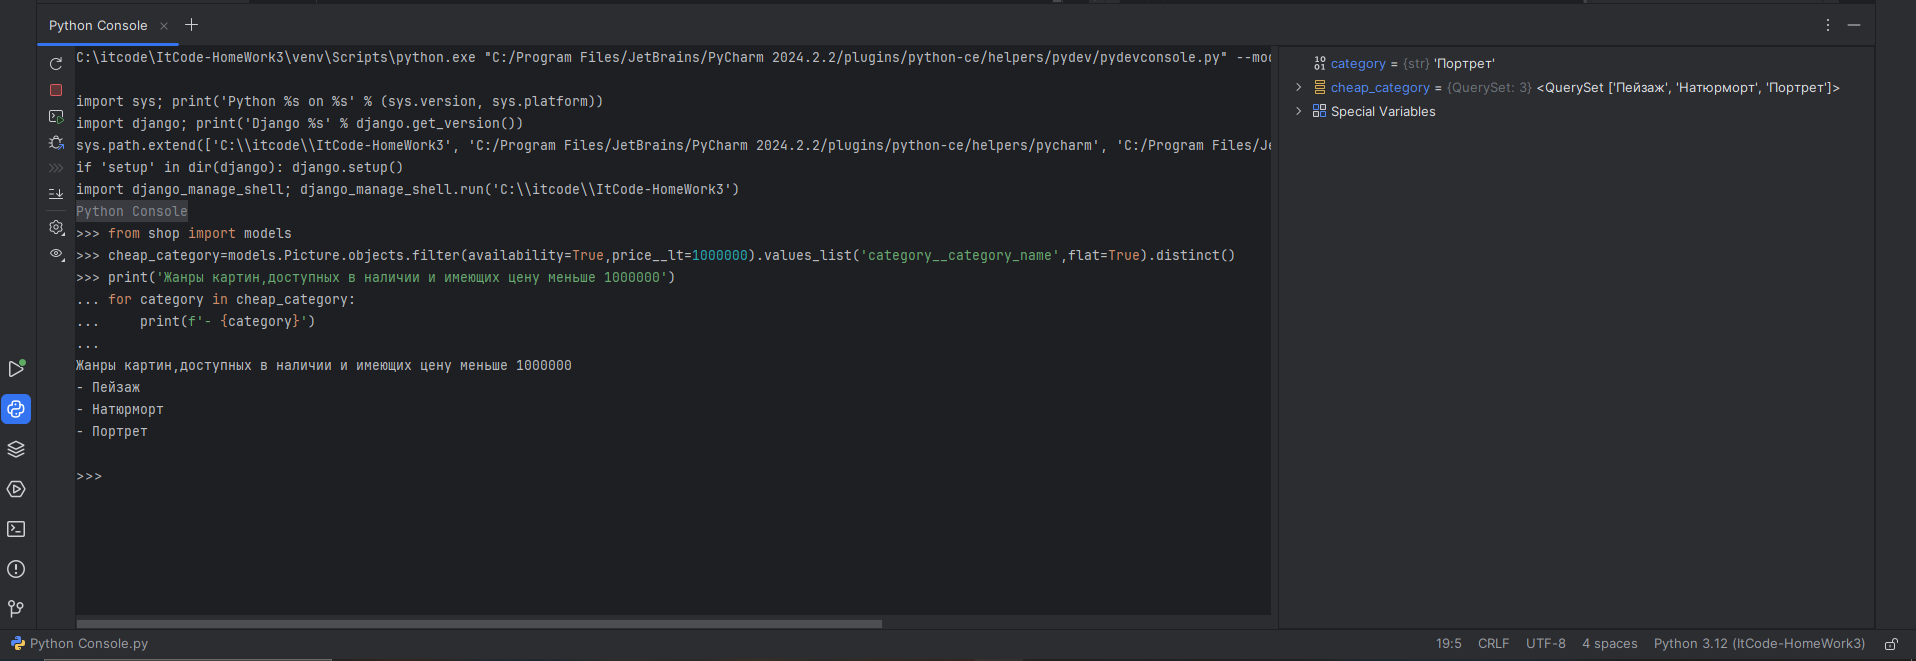 Python Console
C:\itcode\ItCode-HomeWork3\venv\Scripts\python.exe "C:/Program Files/JetBrains/PyCharm 2024.2.2/plugins/python-ce/helpers/pydev/pydevconsole.py" --mod
import sys; print('Python %s on %s' % (sys.version, sys.platform))
import django; print('Django %s' % django.get_version())
sys.path.extend(['C:\\itcode\\ItCode-HomeWork3', 'C:/Program Files/JetBrains/PyCharm 2024.2.2/plugins/python-ce/helpers/pycharm', 'C:/Program Files/Je
if 'setup' in dir(django): django.setup()
import django_manage_shell; django_manage_shell.run('C:\\itcode\\ItCode-HomeWork3')
Python Console
>>> from shop import models
>>> cheap_category=models.Picture.objects.filter(availability=True,price__lt=1000000).values_list('category__category_name',flat=True).distinct()
>>> print('Жанры картин,доступных в наличии и имеющих цену меньше 1000000')
... for category in cheap_category:
...     print(f'- {category}')
...
Жанры картин,доступных в наличии и имеющих цену меньше 1000000
- Пейзаж
- Натюрморт
- Портрет
>>>
category = {str} 'Портрет'
cheap_category = {QuerySet: 3} <QuerySet ['Пейзаж', 'Натюрморт', 'Портрет']>
Special Variables
Python Console.py
19:5 CRLF UTF-8 4 spaces Python 3.12 (ItCode-HomeWork3)